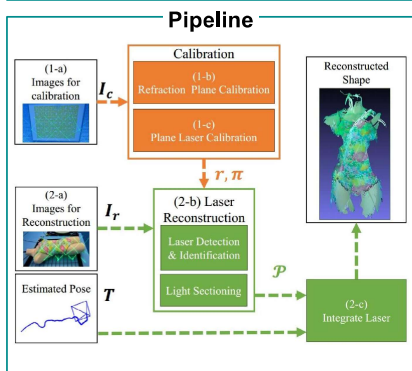 Pipeline
(1-a)
Images for
calibration
I_c
Calibration
(1-b)
Refraction Plane Calibration
(1-c)
Plane Laser Calibration
r, π
Reconstructed
Shape
(2-a)
Images for
Reconstruction
I_r
(2-b) Laser
Reconstruction
Laser Detection
& Identification
Light Sectioning
𝒫
Estimated Pose
T
(2-c)
Integrate Laser